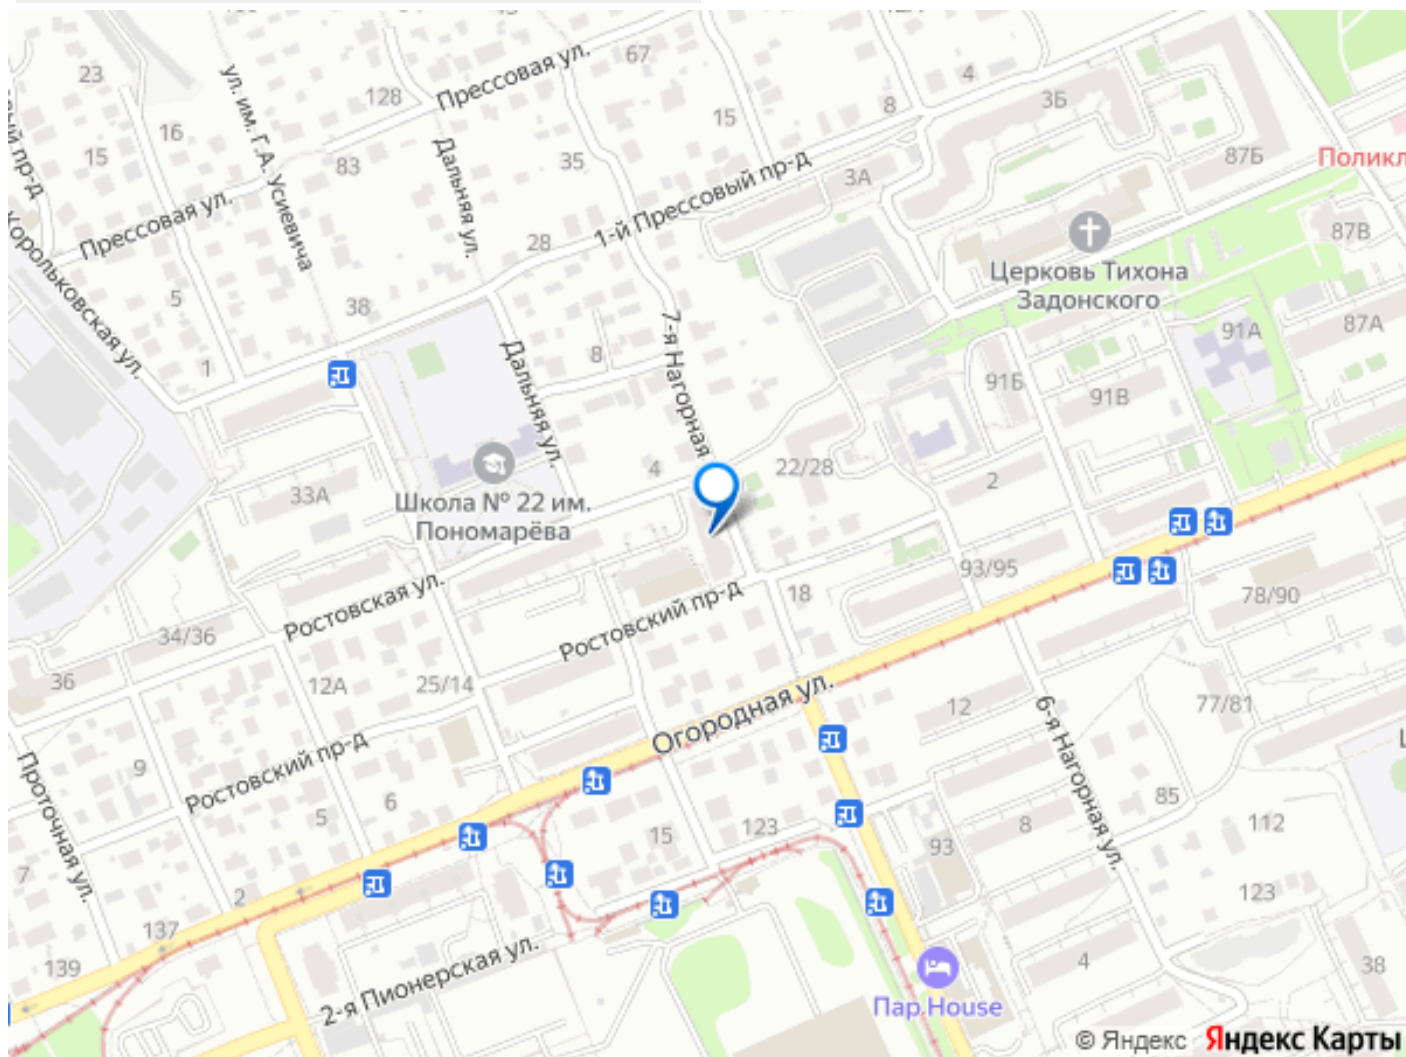 67
4
23
128
Прессовая ул.
3Б
8
15
16
ул. им. Г. А. Усиевича
Дальняя ул.
15
83
35
87Б
Поликл
1-й Прессовый пр-д
3А
Прессовая ул.
28
87В
Церковь Тихона
Задонского
Хорольковская ул.
5
38
7-я Нагорная
87А
91А
8
1
Дальняя ул.
91Б
91В
4
22/28
2
33А
Школа № 22 им.
Пономарёва
93/95
18
78/90
Ростовская ул.
Ростовский пр-д
34/36
36
12А
25/14
Огородная ул.
12
77/81
6-я Нагорная ул.
Ростовский пр-д
Проточная ул.
9
6
5
85
15
123
8
112
93
7
2
123
137
139
2-я Пионерская ул.
4
38
Пар.House
© Яндекс Яндекс Карты